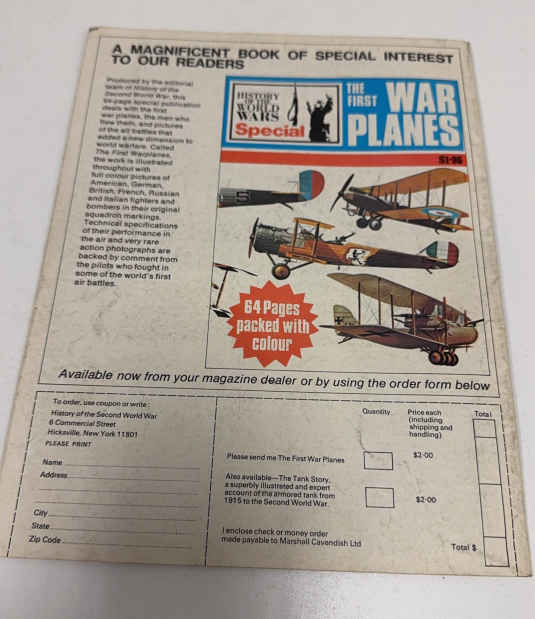 A MAGNIFICENT BOOK OF SPECIAL INTEREST
TO OUR READERS
Produced by the editorial
team of History of the
Second World War, this
64-page special publication
deals with the first
war planes, the men who
flew them, and pictures
of the air battles that
added a new dimension to
world warfare. Called
The First Warplanes,
the work is illustrated
throughout with
full colour pictures of
American, German,
British, French, Russian
and Italian fighters and
bombers in their original
squadron markings.
Technical specifications
of their performance in
the air and very rare
action photographs are
backed by comment from
the pilots who fought in
some of the world's first
air battles.
HISTORY
OF THE
WORLD
WARS
Special
THE
FIRST
WAR
PLANES
$1·95
64 Pages
packed with
colour
Available now from your magazine dealer or by using the order form below
To order, use coupon or write:
History of the Second World War
6 Commercial Street
Hicksville, New York 11801
PLEASE PRINT
Name
Address
City
State
Zip Code
Quantity
Price each
(including
shipping and
handling)
Total
Please send me The First War Planes
$2·00
Also available—The Tank Story,
a superbly illustrated and expert
account of the armored tank from
1915 to the Second World War.
$2·00
I enclose check or money order
made payable to Marshall Cavendish Ltd
Total $